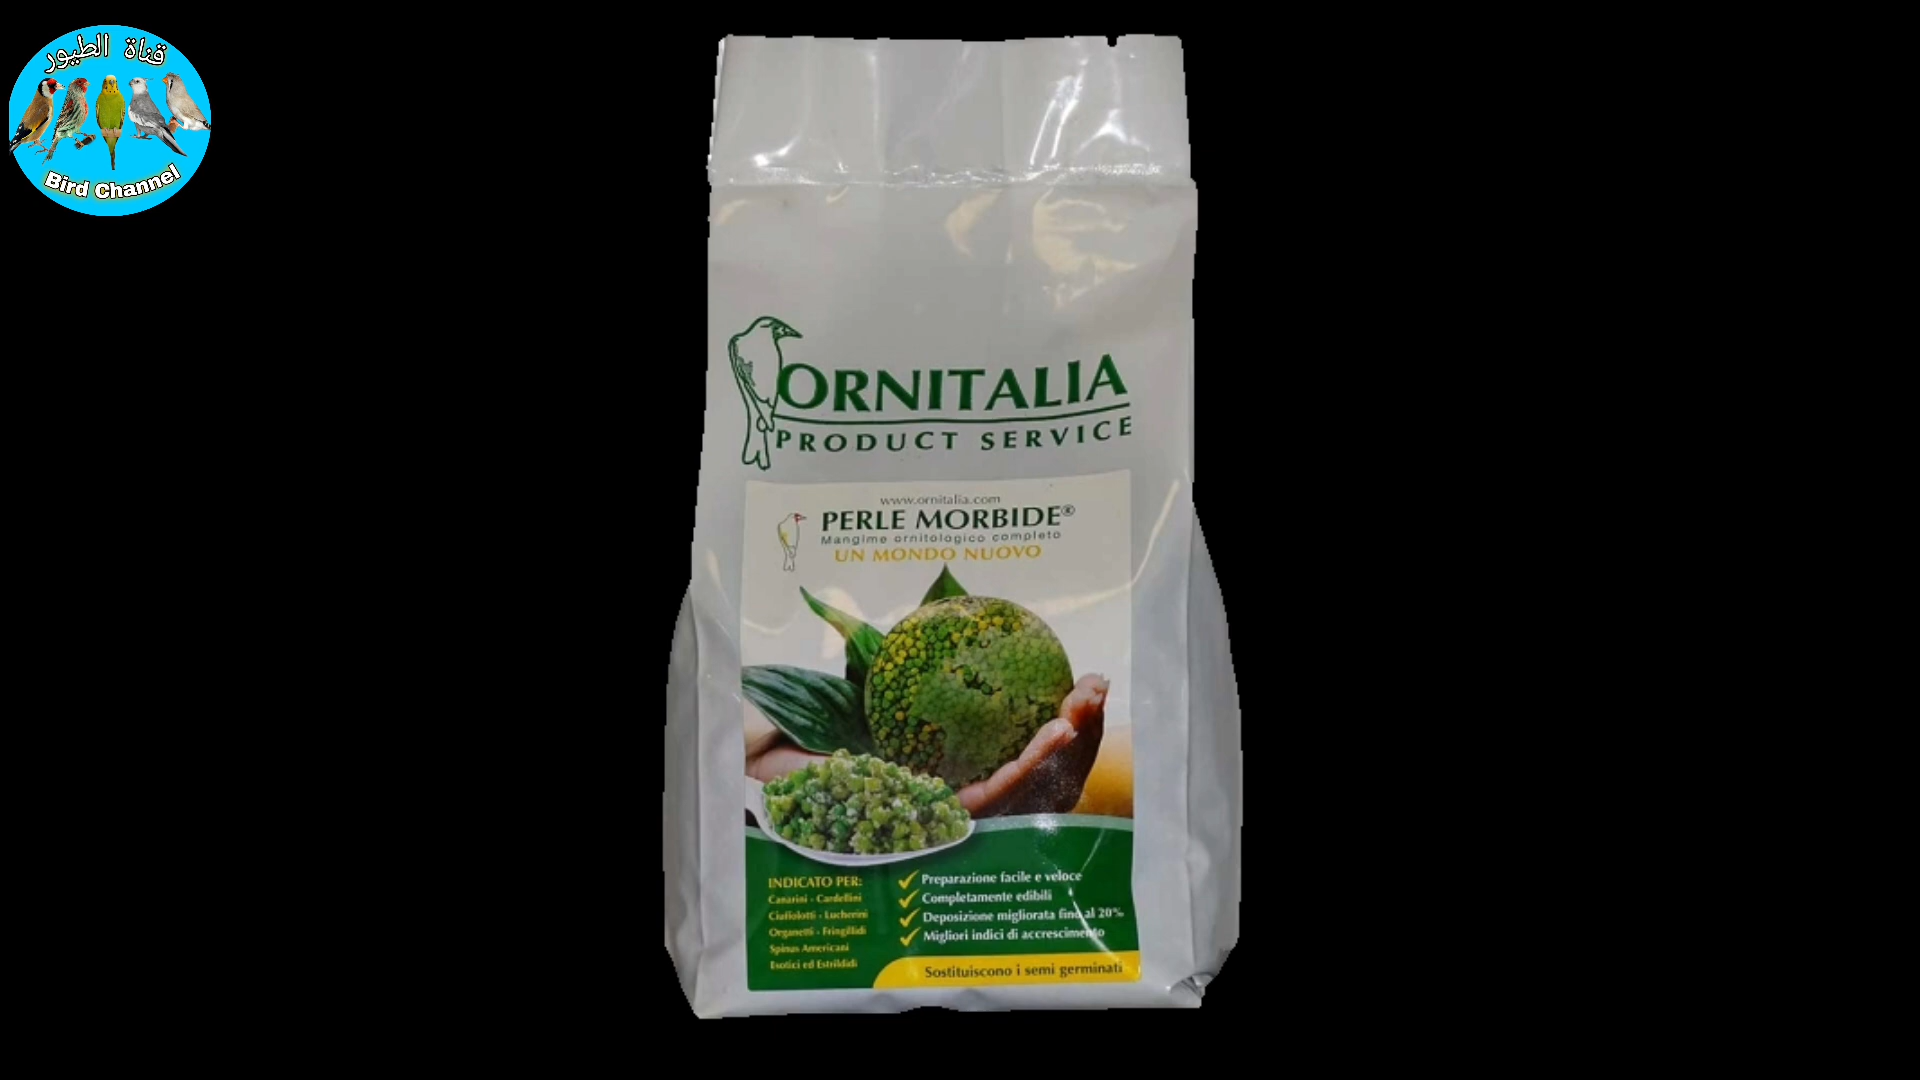 قناة الطيور
Bird Channel
ORNITALIA
PRODUCT SERVICE
www.ornitalia.com
PERLE MORBIDE®
Mangime ornitologico completo
UN MONDO NUOVO
INDICATO PER:
Canarini - Cardellini
Ciuffolotti - Lucherini
Organetti - Fringillidi
Spinus Americani
Esotici ed Estrildidi
Preparazione facile e veloce
Completamente edibili
Deposizione migliorata fino al 20%
Migliori indici di accrescimento
Sostituiscono i semi germinati